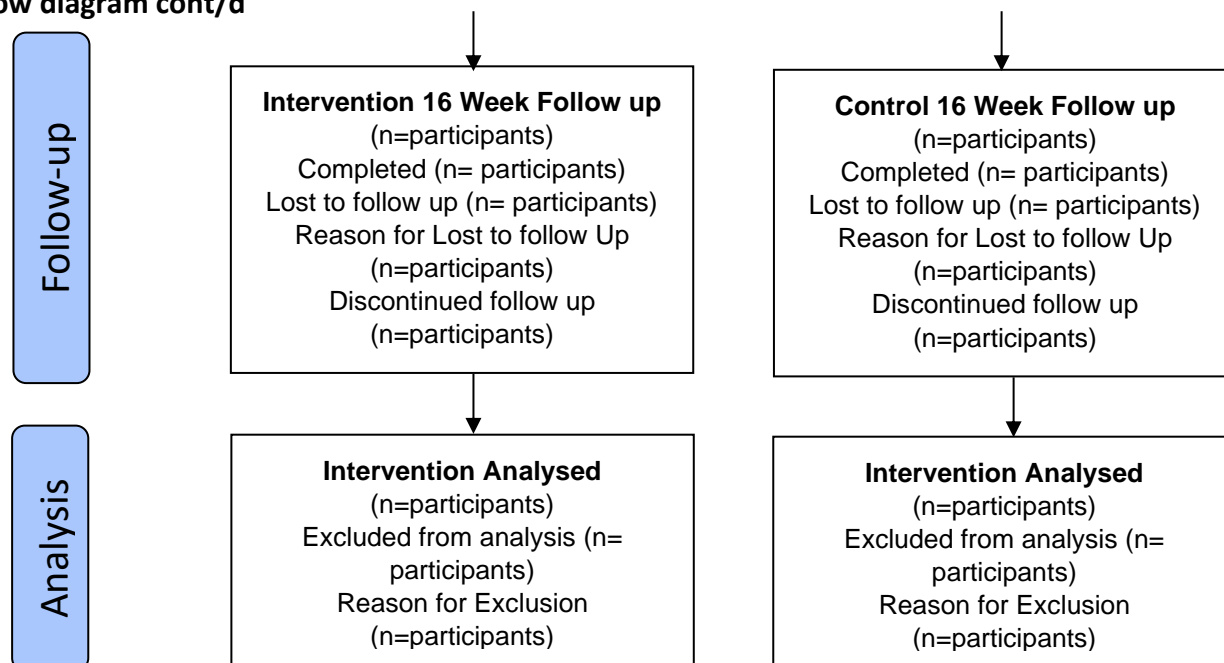 ow diagram cont/d
Follow-up
Intervention 16 Week Follow up
(n=participants)
Completed (n= participants)
Lost to follow up (n= participants)
Reason for Lost to follow Up
(n=participants)
Discontinued follow up
(n=participants)
Control 16 Week Follow up
(n=participants)
Completed (n= participants)
Lost to follow up (n= participants)
Reason for Lost to follow Up
(n=participants)
Discontinued follow up
(n=participants)
Analysis
Intervention Analysed
(n=participants)
Excluded from analysis (n=
participants)
Reason for Exclusion
(n=participants)
Intervention Analysed
(n=participants)
Excluded from analysis (n=
participants)
Reason for Exclusion
(n=participants)